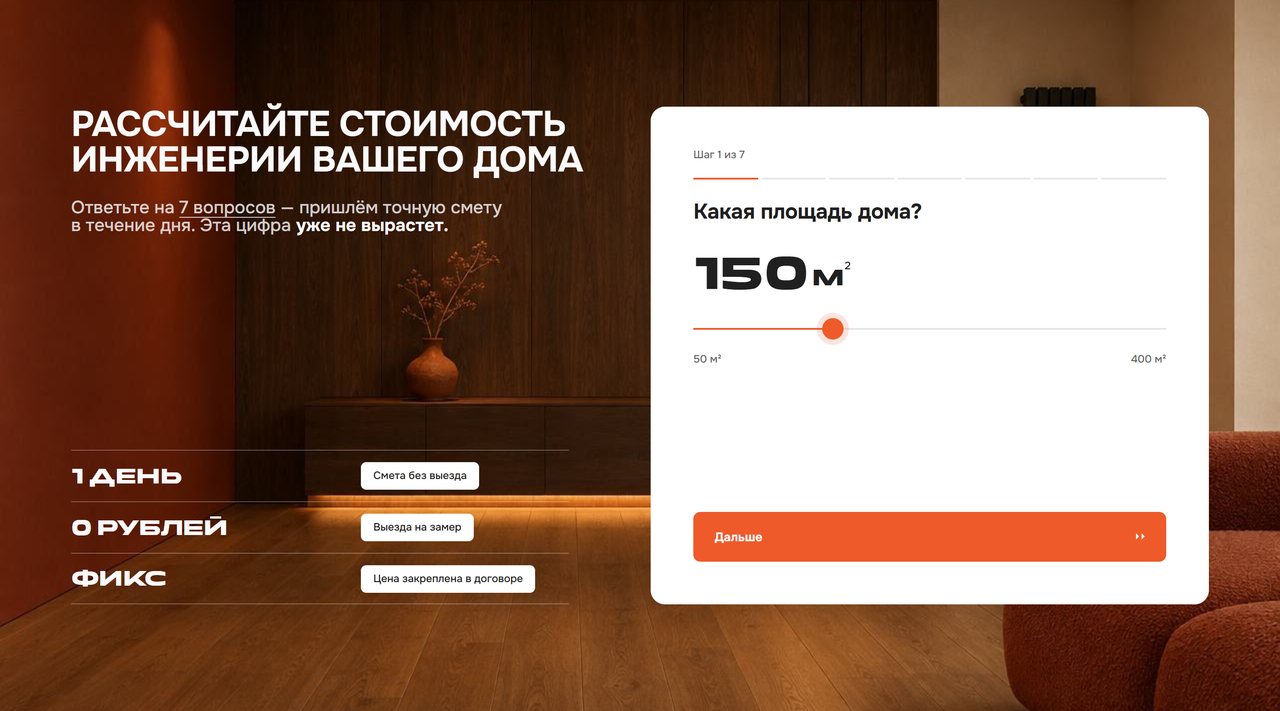 РАССЧИТАЙТЕ СТОИМОСТЬ
ИНЖЕНЕРИИ ВАШЕГО ДОМА
Ответьте на 7 вопросов — пришлём точную смету
в течение дня. Эта цифра уже не вырастет.
1 ДЕНЬ
Смета без выезда
0 РУБЛЕЙ
Выезда на замер
ФИКС
Цена закреплена в договоре
Шаг 1 из 7
Какая площадь дома?
150 м²
50 м²
400 м²
Дальше